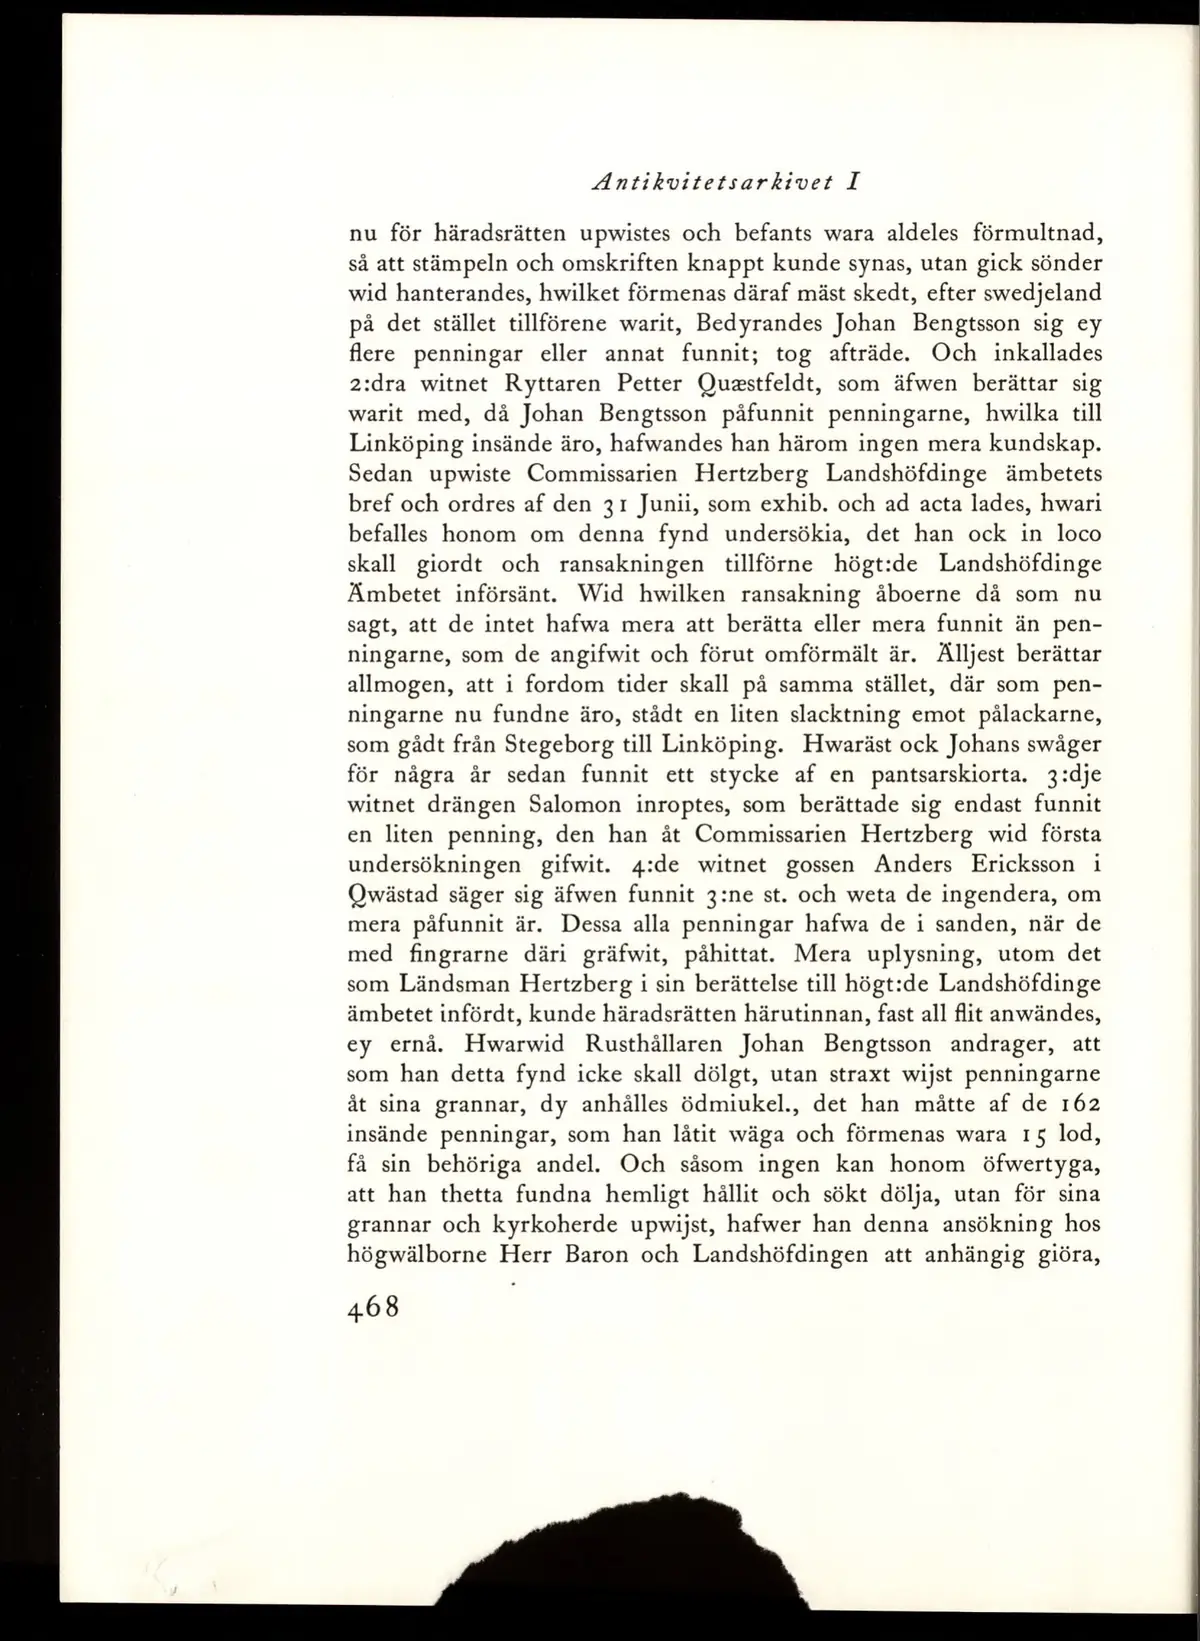 Antikvitetsarkivet I
nu för häradsrätten upwistes och befants wara aldeles förmultnad,
så att stämpeln och omskriften knappt kunde synas, utan gick sönder
wid hanterandes, hwilket förmenas däraf mäst skedt, efter swedjeland
på det stället tillförene warit, Bedyrandes Johan Bengtsson sig ey
flere penningar eller annat funnit; tog afträde. Och inkallades
2:dra witnet Ryttaren Petter Quæstfeldt, som äfwen berättar sig
warit med, då Johan Bengtsson påfunnit penningarne, hwilka till
Linköping insände äro, hafwandes han härom ingen mera kundskap.
Sedan upwiste Commissarien Hertzberg Landshöfdinge ämbetets
bref och ordres af den 31 Junii, som exhib. och ad acta lades, hwari
befalles honom om denna fynd undersökia, det han ock in loco
skall giordt och ransakningen tillförne högt:de Landshöfdinge
Ämbetet införsänt. Wid hwilken ransakning åboerne då som nu
sagt, att de intet hafwa mera att berätta eller mera funnit än pen-
ningarne, som de angifwit och förut omförmält är. Älljest berättar
allmogen, att i fordom tider skall på samma stället, där som pen-
ningarne nu fundne äro, stådt en liten slacktning emot pålackarne,
som gådt från Stegeborg till Linköping. Hwaräst ock Johans swåger
för några år sedan funnit ett stycke af en pantsarskiorta. 3:dje
witnet drängen Salomon inroptes, som berättade sig endast funnit
en liten penning, den han åt Commissarien Hertzberg wid första
undersökningen gifwit. 4:de witnet gossen Anders Ericksson i
Qwästad säger sig äfwen funnit 3:ne st. och weta de ingendera, om
mera påfunnit är. Dessa alla penningar hafwa de i sanden, när de
med fingrarne däri gräfwit, påhittat. Mera uplysning, utom det
som Ländsman Hertzberg i sin berättelse till högt:de Landshöfdinge
ämbetet infördt, kunde häradsrätten härutinnan, fast all flit anwändes,
ey ernå. Hwarwid Rusthållaren Johan Bengtsson andrager, att
som han detta fynd icke skall dölgt, utan straxt wijst penningarne
åt sina grannar, dy anhålles ödmiukel., det han måtte af de 162
insände penningar, som han låtit wäga och förmenas wara 15 lod,
få sin behöriga andel. Och såsom ingen kan honom öfwertyga,
att han thetta fundna hemligt hållit och sökt dölja, utan för sina
grannar och kyrkoherde upwijst, hafwer han denna ansökning hos
högwälborne Herr Baron och Landshöfdingen att anhängig giöra,
468